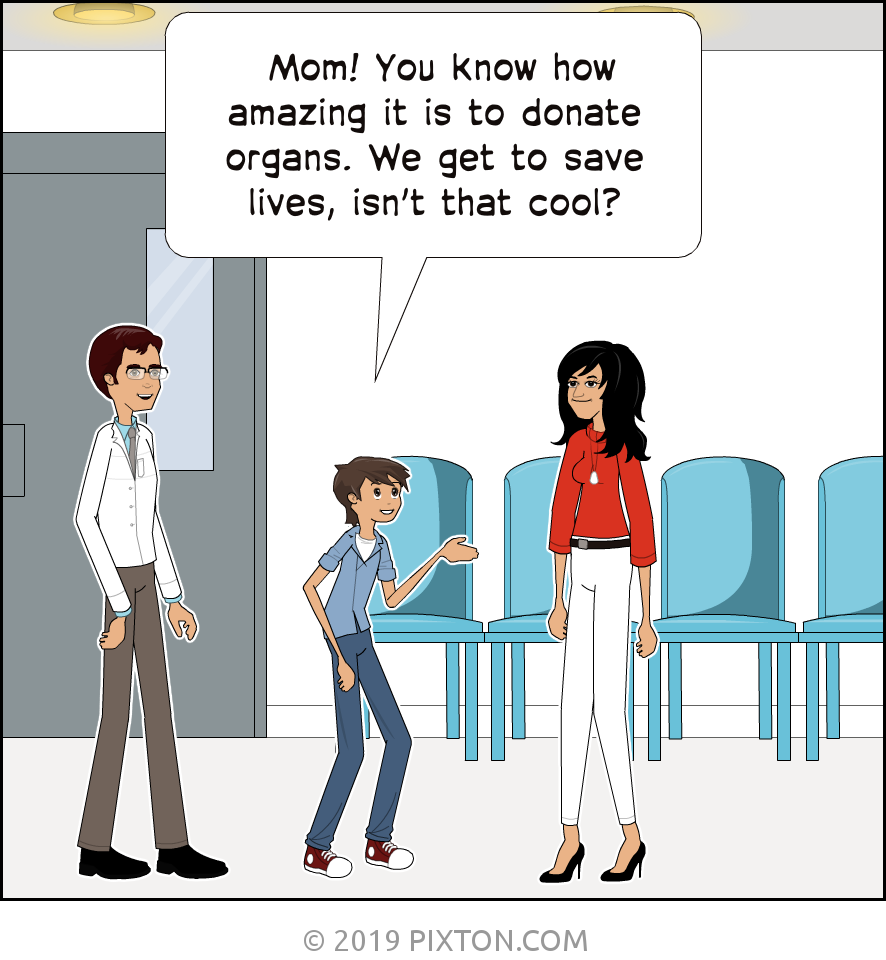 Mom! You know how
amazing it is to donate
organs. We get to save
lives, isn't that cool?
© 2019 PIXTON.COM